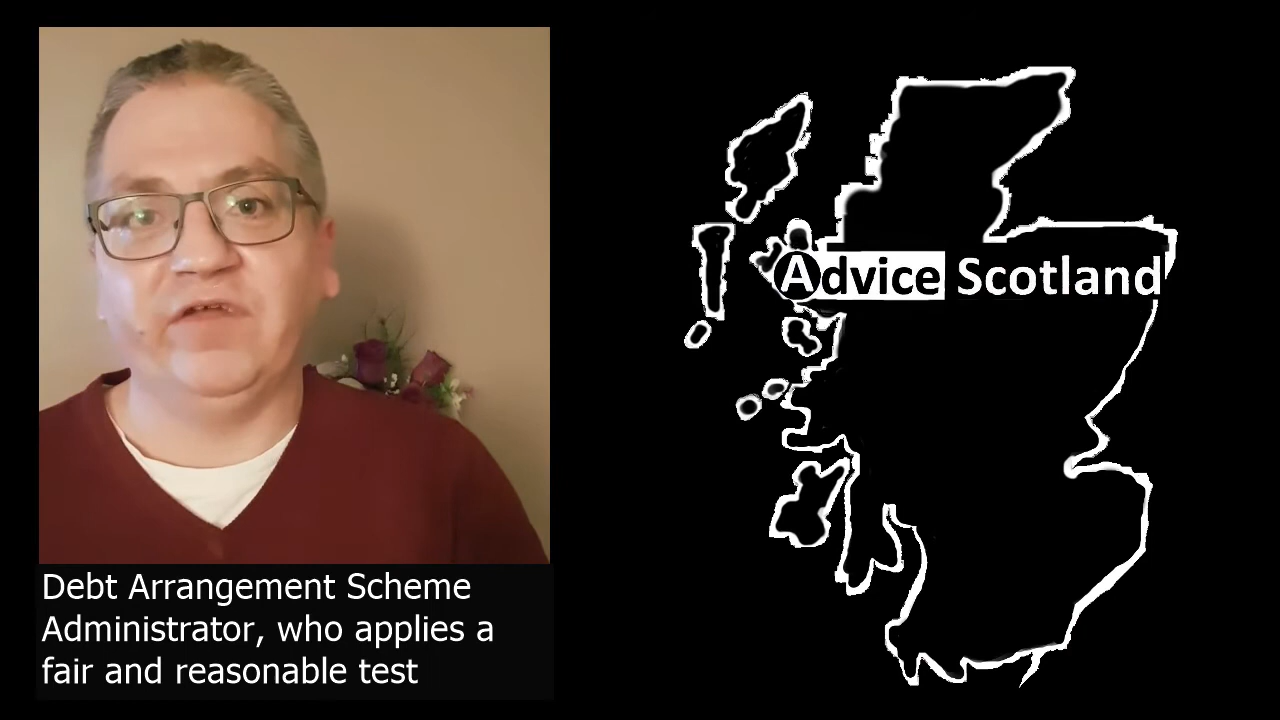 Advice Scotland
Debt Arrangement Scheme
Administrator, who applies a
fair and reasonable test